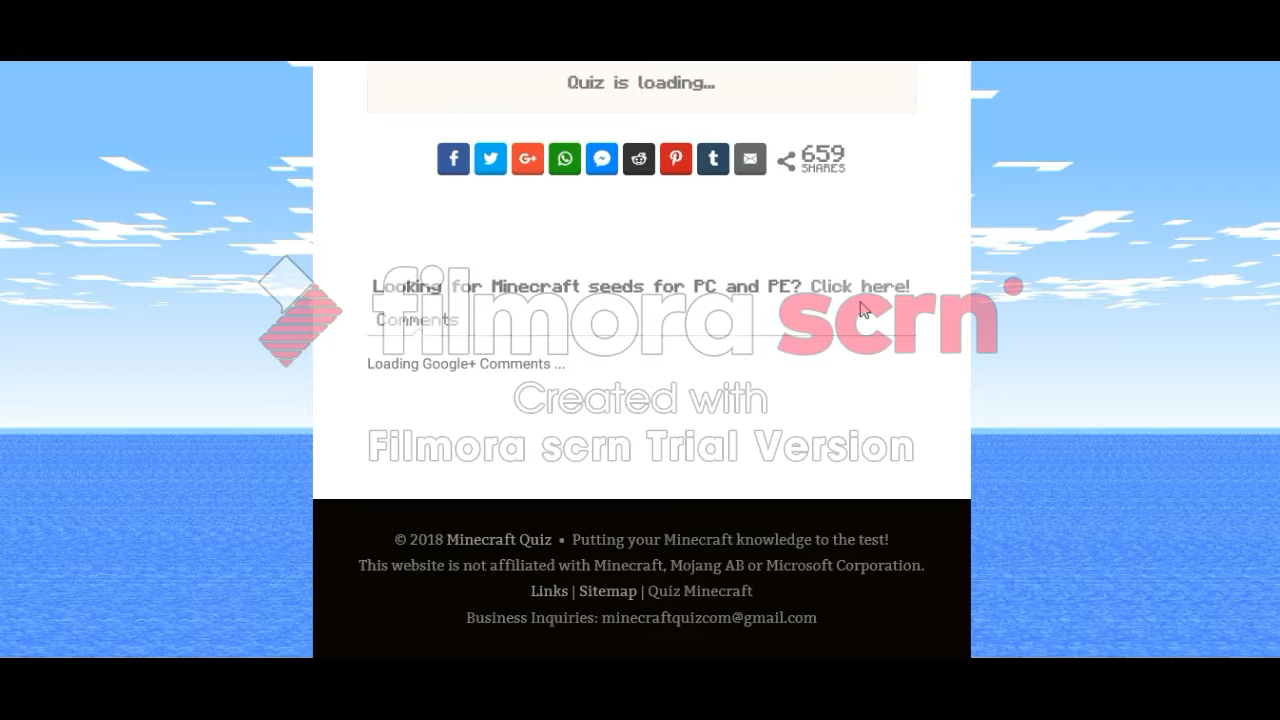 Quiz is loading...
659
SHARES
Looking for Minecraft seeds for PC and PE? Click here!
Comments
filmora scrn
Loading Google+ Comments ...
Created with
Filmora scrn Trial Version
© 2018 Minecraft Quiz • Putting your Minecraft knowledge to the test!
This website is not affiliated with Minecraft, Mojang AB or Microsoft Corporation.
Links | Sitemap | Quiz Minecraft
Business Inquiries: minecraftquizcom@gmail.com